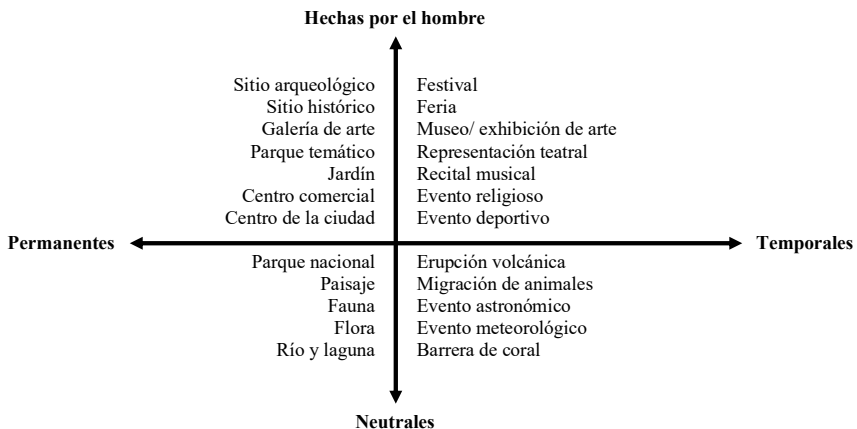 Hechas por el hombre
Sitio arqueológico Festival
Sitio histórico Feria
Galería de arte Museo/ exhibición de arte
Parque temático Representación teatral
Jardín Recital musical
Centro comercial Evento religioso
Centro de la ciudad Evento deportivo
Permanentes Temporales
Parque nacional Erupción volcánica
Paisaje Migración de animales
Fauna Evento astronómico
Flora Evento meteorológico
Río y laguna Barrera de coral
Neutrales